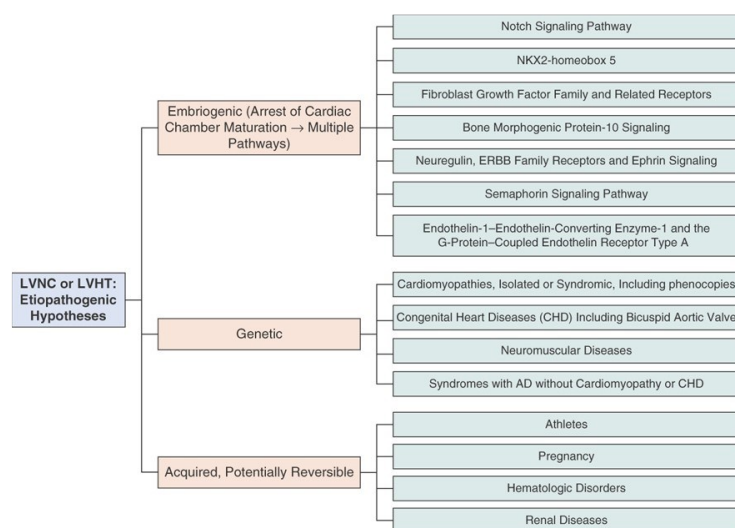 LVNC or LVHT:
Etiopathogenic
Hypotheses
Embriogenic (Arrest of Cardiac
Chamber Maturation → Multiple
Pathways)
Notch Signaling Pathway
NKX2-homeobox 5
Fibroblast Growth Factor Family and Related Receptors
Bone Morphogenic Protein-10 Signaling
Neuregulin, ERBB Family Receptors and Ephrin Signaling
Semaphorin Signaling Pathway
Endothelin-1–Endothelin-Converting Enzyme-1 and the
G-Protein–Coupled Endothelin Receptor Type A
Genetic
Cardiomyopathies, Isolated or Syndromic, Including phenocopies
Congenital Heart Diseases (CHD) Including Bicuspid Aortic Valve
Neuromuscular Diseases
Syndromes with AD without Cardiomyopathy or CHD
Acquired, Potentially Reversible
Athletes
Pregnancy
Hematologic Disorders
Renal Diseases